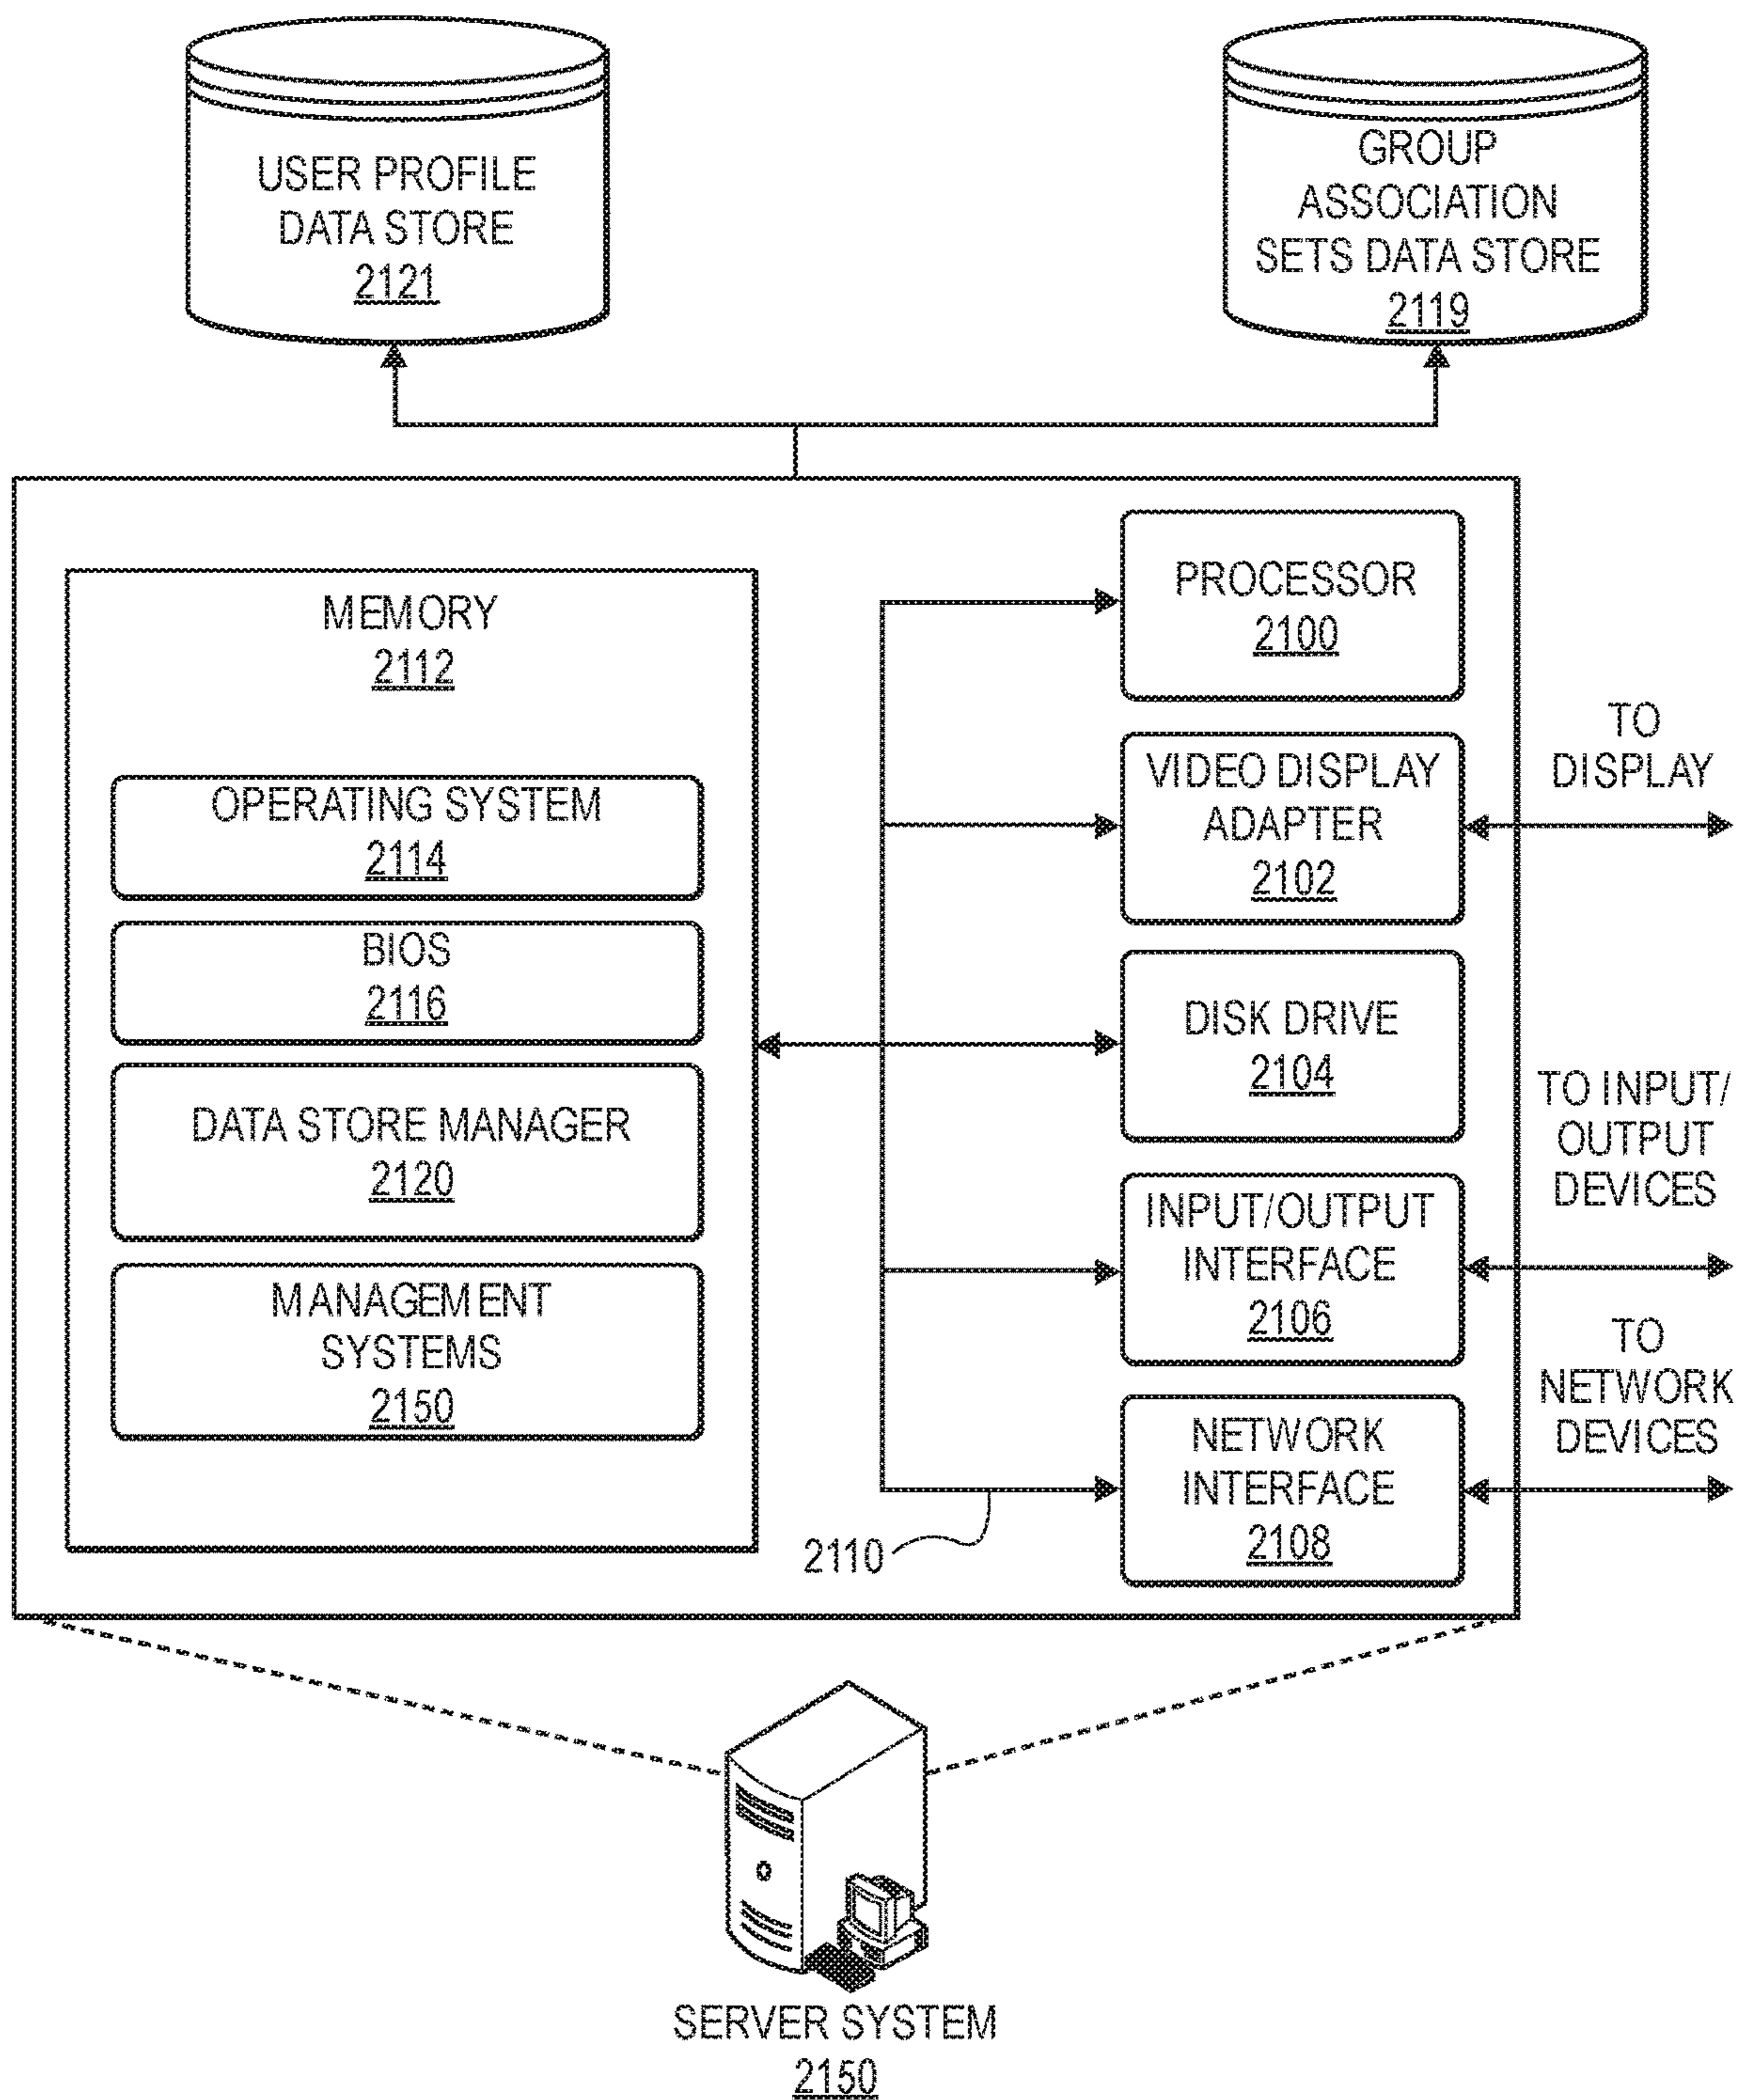 USER PROFILE
DATA STORE
2121
GROUP
ASSOCIATION
SETS DATA STORE
2119
MEMORY
2112
OPERATING SYSTEM
2114
BIOS
2116
DATA STORE MANAGER
2120
MANAGEMENT
SYSTEMS
2150
PROCESSOR
2100
VIDEO DISPLAY
ADAPTER
2102
DISK DRIVE
2104
INPUT/OUTPUT
INTERFACE
2106
NETWORK
INTERFACE
2108
2110
TO
DISPLAY
TO INPUT/
OUTPUT
DEVICES
TO
NETWORK
DEVICES
SERVER SYSTEM
2150